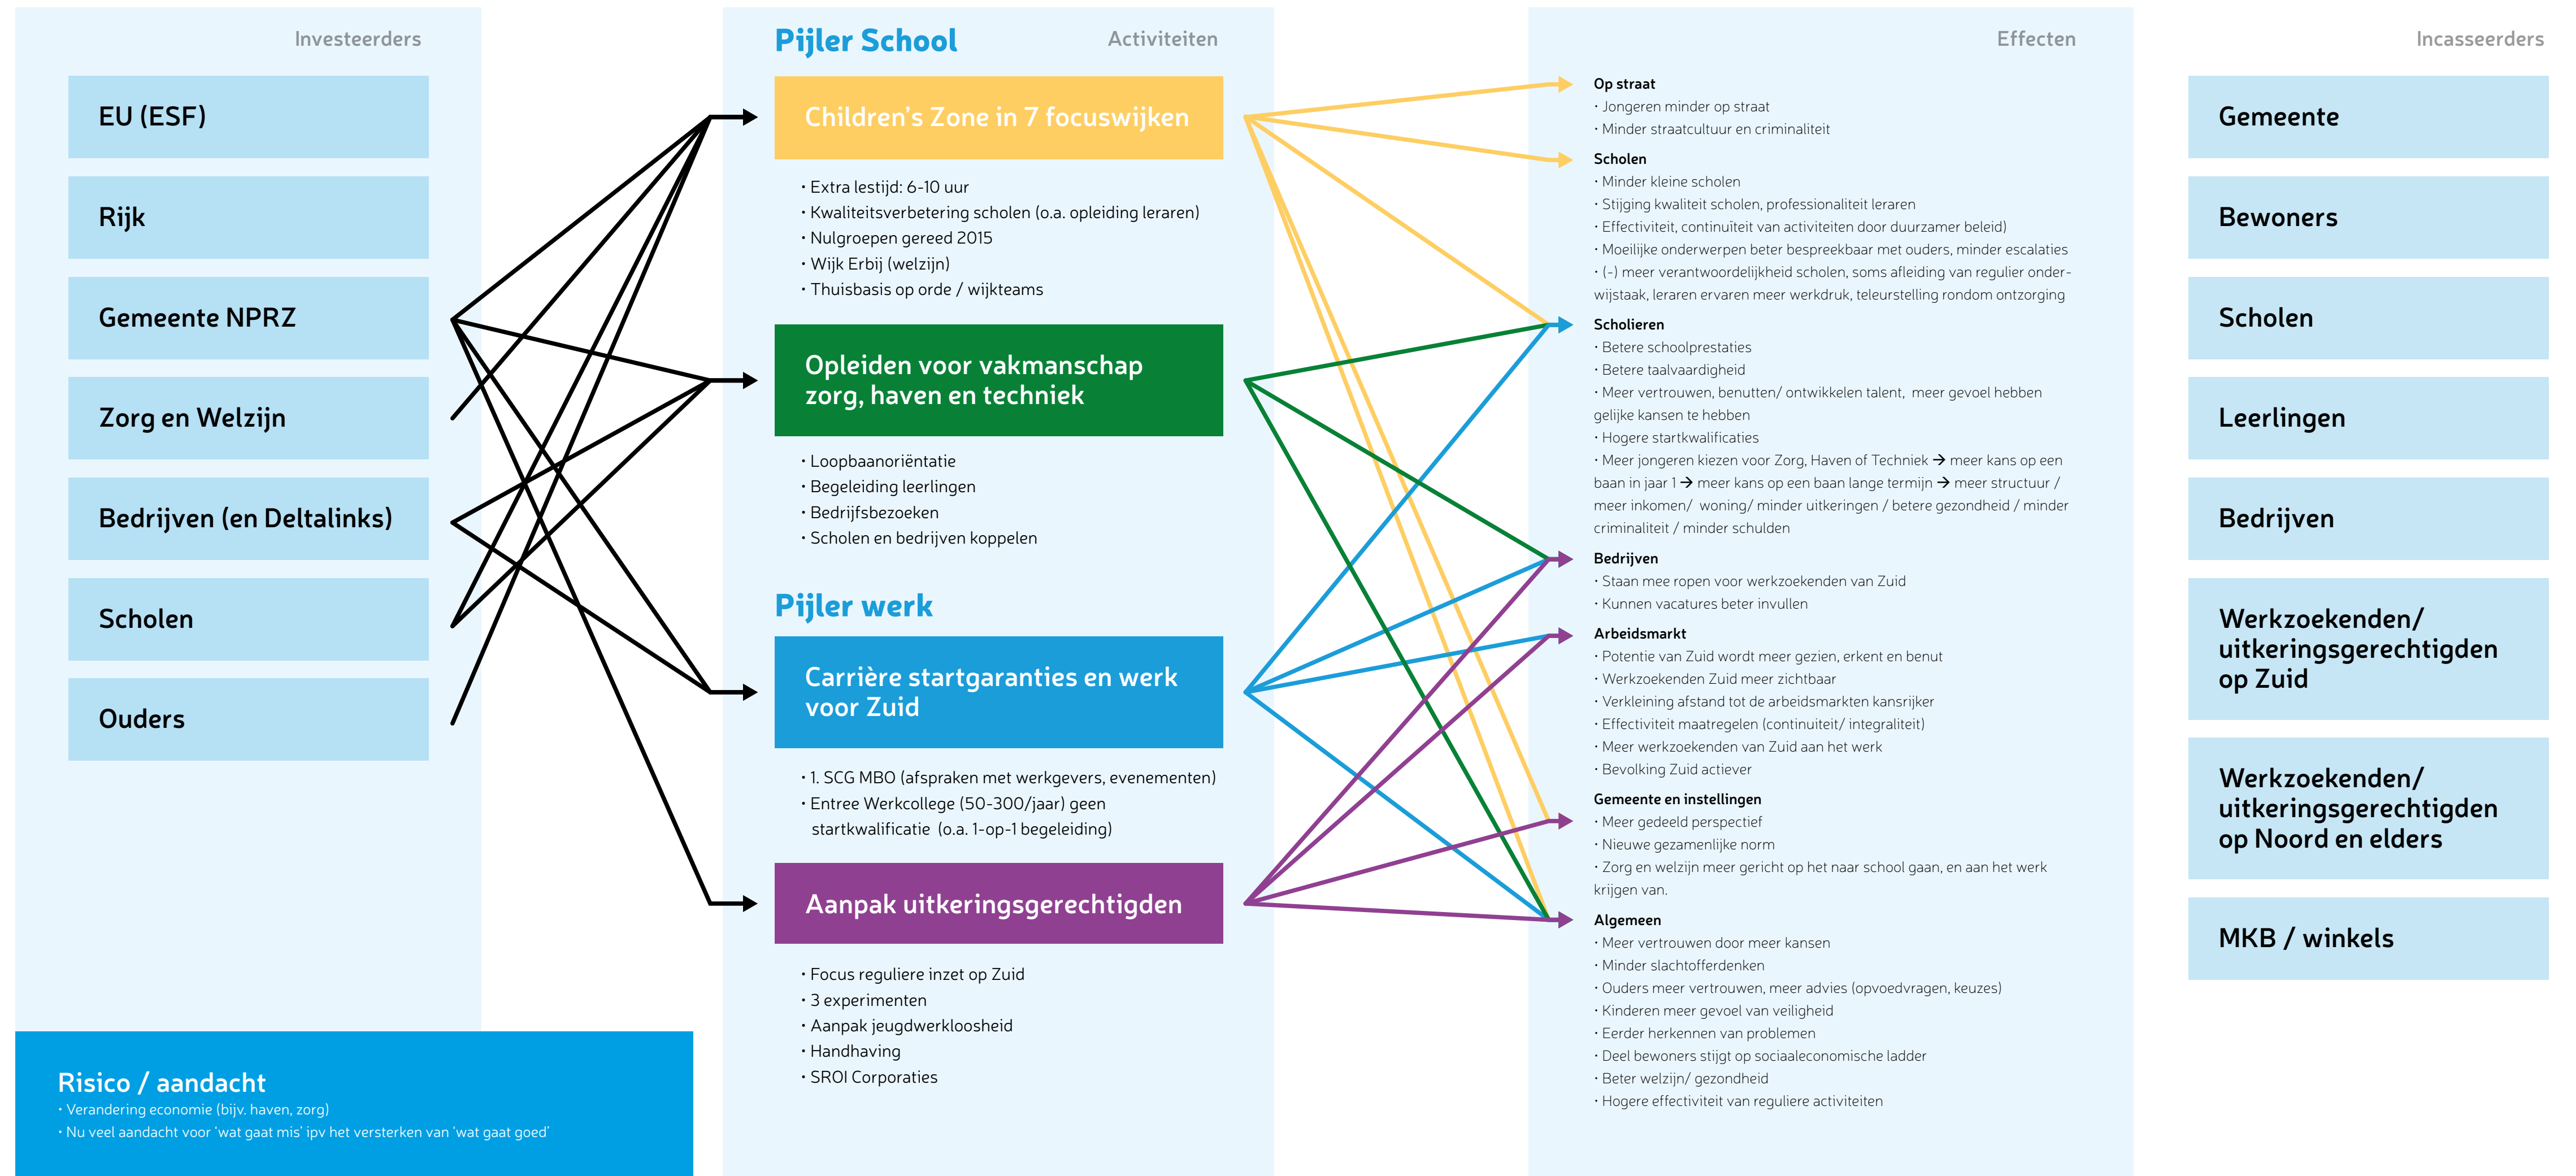 Investeerders
EU (ESF)
Rijk
Gemeente NPRZ
Zorg en Welzijn
Bedrijven (en Deltalinks)
Scholen
Ouders
Risico / aandacht
· Verandering economie (bijv. haven, zorg)
· Nu veel aandacht voor ‘wat gaat mis’ ipv het versterken van ‘wat gaat goed’
Pijler School
Activiteiten
Children’s Zone in 7 focuswijken
· Extra lestijd: 6-10 uur
· Kwaliteitsverbetering scholen (o.a. opleiding leraren)
· Nulgroepen gereed 2015
· Wijk Erbij (welzijn)
· Thuisbasis op orde / wijkteams
Opleiden voor vakmanschap
zorg, haven en techniek
· Loopbaanoriëntatie
· Begeleiding leerlingen
· Bedrijfsbezoeken
· Scholen en bedrijven koppelen
Pijler werk
Carrière startgaranties en werk
voor Zuid
· 1. SCG MBO (afspraken met werkgevers, evenementen)
· Entree Werkcollege (50-300/jaar) geen
startkwalificatie (o.a. 1-op-1 begeleiding)
Aanpak uitkeringsgerechtigden
· Focus reguliere inzet op Zuid
· 3 experimenten
· Aanpak jeugdwerkloosheid
· Handhaving
· SROI Corporaties
Effecten
Op straat
· Jongeren minder op straat
· Minder straatcultuur en criminaliteit
Scholen
· Minder kleine scholen
· Stijging kwaliteit scholen, professionaliteit leraren
· Effectiviteit, continuïteit van activiteiten door duurzamer beleid)
· Moeilijke onderwerpen beter bespreekbaar met ouders, minder escalaties
· (-) meer verantwoordelijkheid scholen, soms afleiding van regulier onder-
wijstaak, leraren ervaren meer werkdruk, teleurstelling rondom ontzorging
Scholieren
· Betere schoolprestaties
· Betere taalvaardigheid
· Meer vertrouwen, benutten/ ontwikkelen talent, meer gevoel hebben
gelijke kansen te hebben
· Hogere startkwalificaties
· Meer jongeren kiezen voor Zorg, Haven of Techniek → meer kans op een
baan in jaar 1 → meer kans op een baan lange termijn → meer structuur /
meer inkomen/ woning/ minder uitkeringen / betere gezondheid / minder
criminaliteit / minder schulden
Bedrijven
· Staan mee ropen voor werkzoekenden van Zuid
· Kunnen vacatures beter invullen
Arbeidsmarkt
· Potentie van Zuid wordt meer gezien, erkent en benut
· Werkzoekenden Zuid meer zichtbaar
· Verkleining afstand tot de arbeidsmarkten kansrijker
· Effectiviteit maatregelen (continuiteit/ integraliteit)
· Meer werkzoekenden van Zuid aan het werk
· Bevolking Zuid actiever
Gemeente en instellingen
· Meer gedeeld perspectief
· Nieuwe gezamenlijke norm
· Zorg en welzijn meer gericht op het naar school gaan, en aan het werk
krijgen van.
Algemeen
· Meer vertrouwen door meer kansen
· Minder slachtofferdenken
· Ouders meer vertrouwen, meer advies (opvoedvragen, keuzes)
· Kinderen meer gevoel van veiligheid
· Eerder herkennen van problemen
· Deel bewoners stijgt op sociaaleconomische ladder
· Beter welzijn/ gezondheid
· Hogere effectiviteit van reguliere activiteiten
Incasseerders
Gemeente
Bewoners
Scholen
Leerlingen
Bedrijven
Werkzoekenden/
uitkeringsgerechtigden
op Zuid
Werkzoekenden/
uitkeringsgerechtigden
op Noord en elders
MKB / winkels